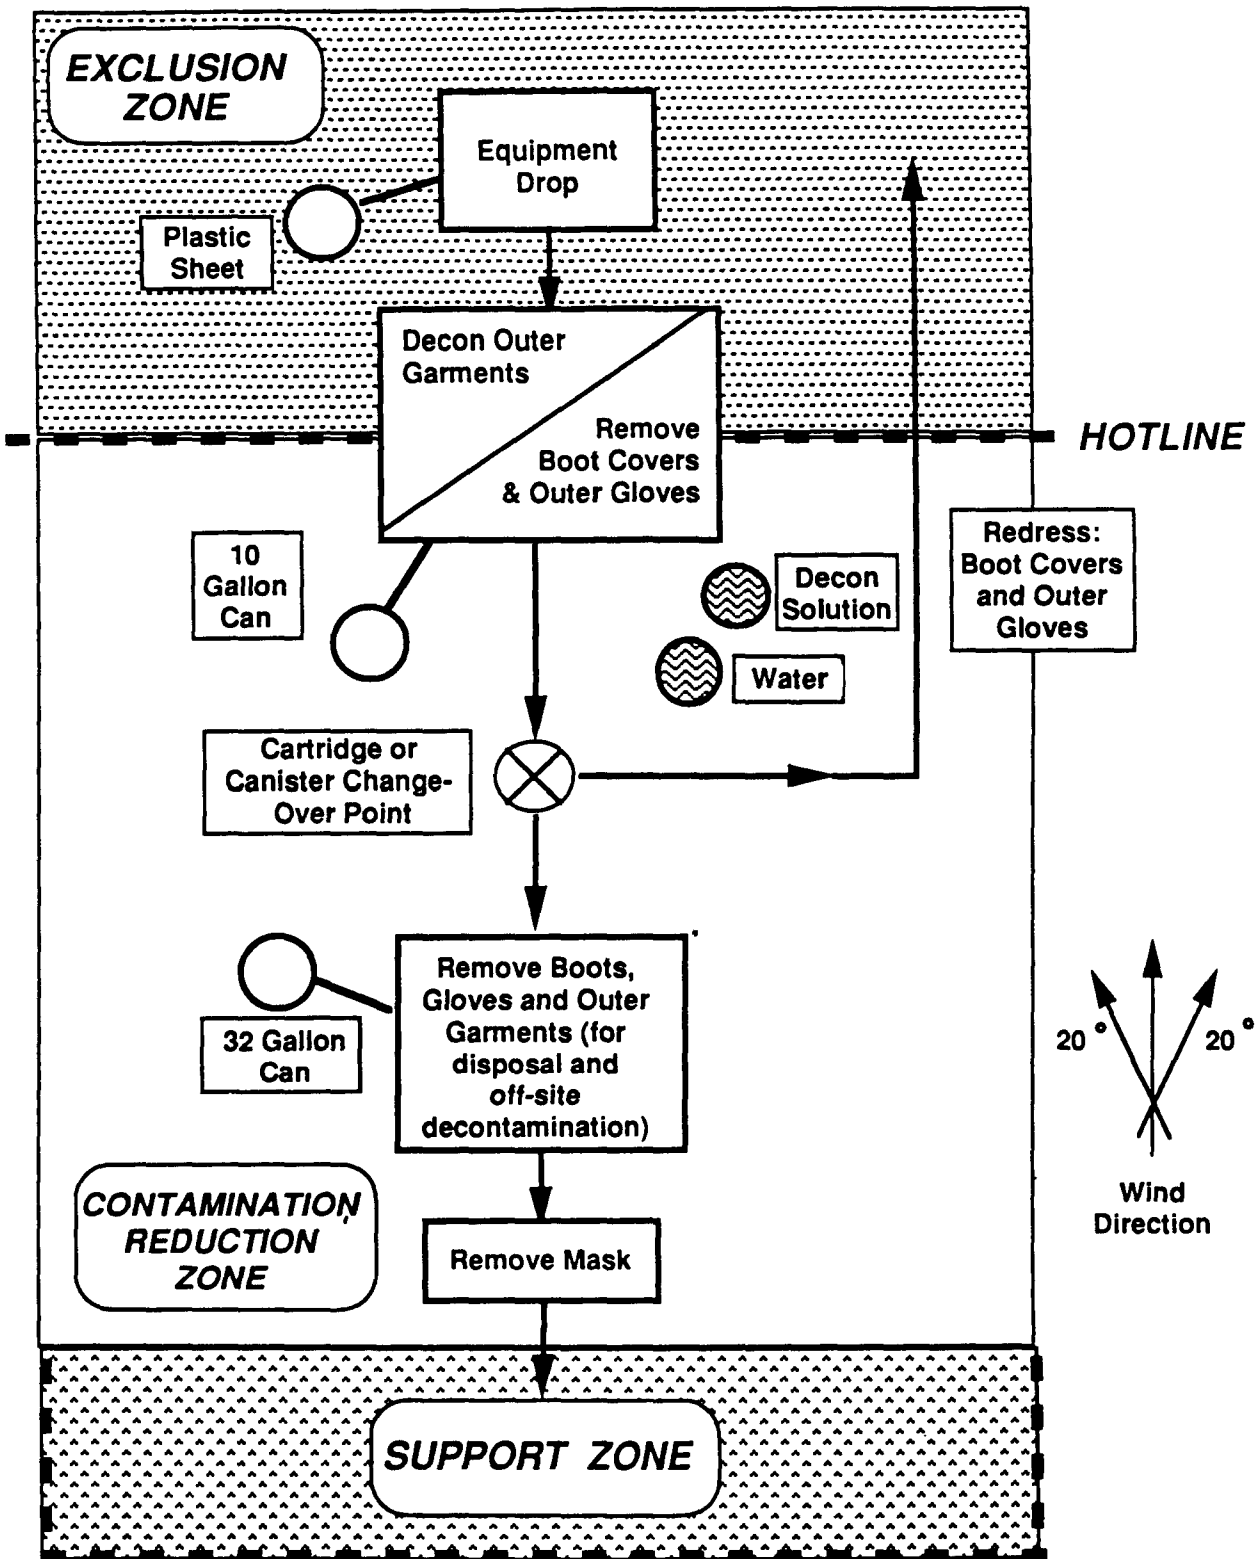 EXCLUSION
ZONE
Equipment
Drop
Plastic
Sheet
Decon Outer
Garments
Remove
Boot Covers
& Outer Gloves
HOTLINE
10
Gallon
Can
Decon
Solution
Water
Redress:
Boot Covers
and Outer
Gloves
Cartridge or
Canister Change-
Over Point
Remove Boots,
Gloves and Outer
Garments (for
disposal and
off-site
decontamination)
32 Gallon
Can
20 °
20 °
Wind
Direction
CONTAMINATION
REDUCTION
ZONE
Remove Mask
SUPPORT ZONE